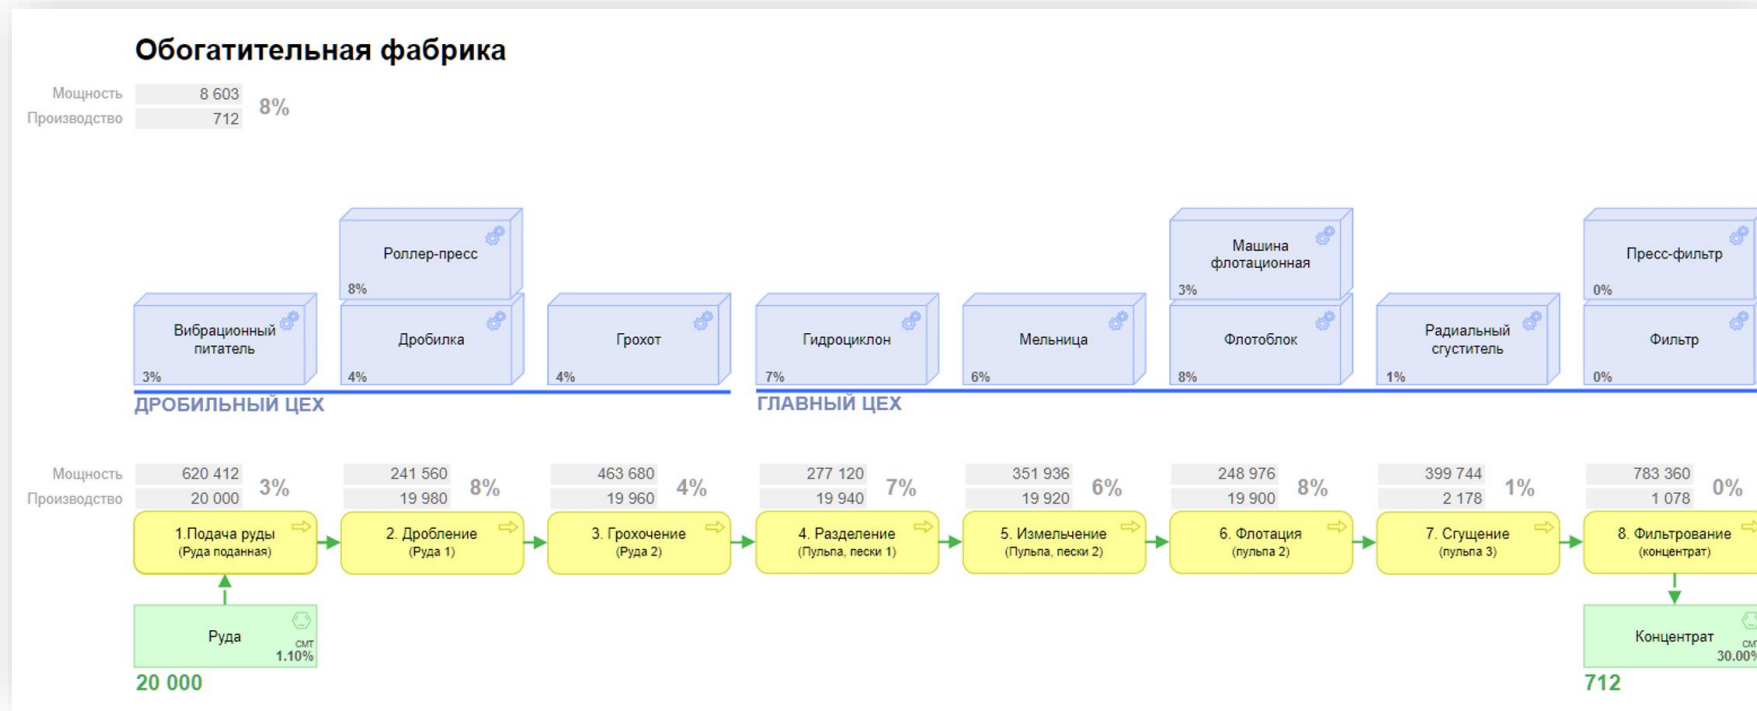 Обогатительная фабрика
Мощность 8 603 8%
Производство 712
Роллер-пресс
8%
Машина
флотационная
3%
Пресс-фильтр
0%
Вибрационный
питатель
3%
Дробилка
4%
Грохот
4%
Гидроциклон
7%
Мельница
6%
Флотоблок
8%
Радиальный
сгуститель
1%
Фильтр
0%
ДРОБИЛЬНЫЙ ЦЕХ
ГЛАВНЫЙ ЦЕХ
Мощность 620 412 241 560 463 680 277 120 351 936 248 976 399 744 783 360
3% 8% 4% 7% 6% 8% 1% 0%
Производство 20 000 19 980 19 960 19 940 19 920 19 900 2 178 1 078
1.Подача руды
(Руда поданная)
2. Дробление
(Руда 1)
3. Грохочение
(Руда 2)
4. Разделение
(Пульпа, пески 1)
5. Измельчение
(Пульпа, пески 2)
6. Флотация
(пульпа 2)
7. Сгущение
(пульпа 3)
8. Фильтрование
(концентрат)
Руда
СМТ
1.10%
20 000
Концентрат
30.00%
712